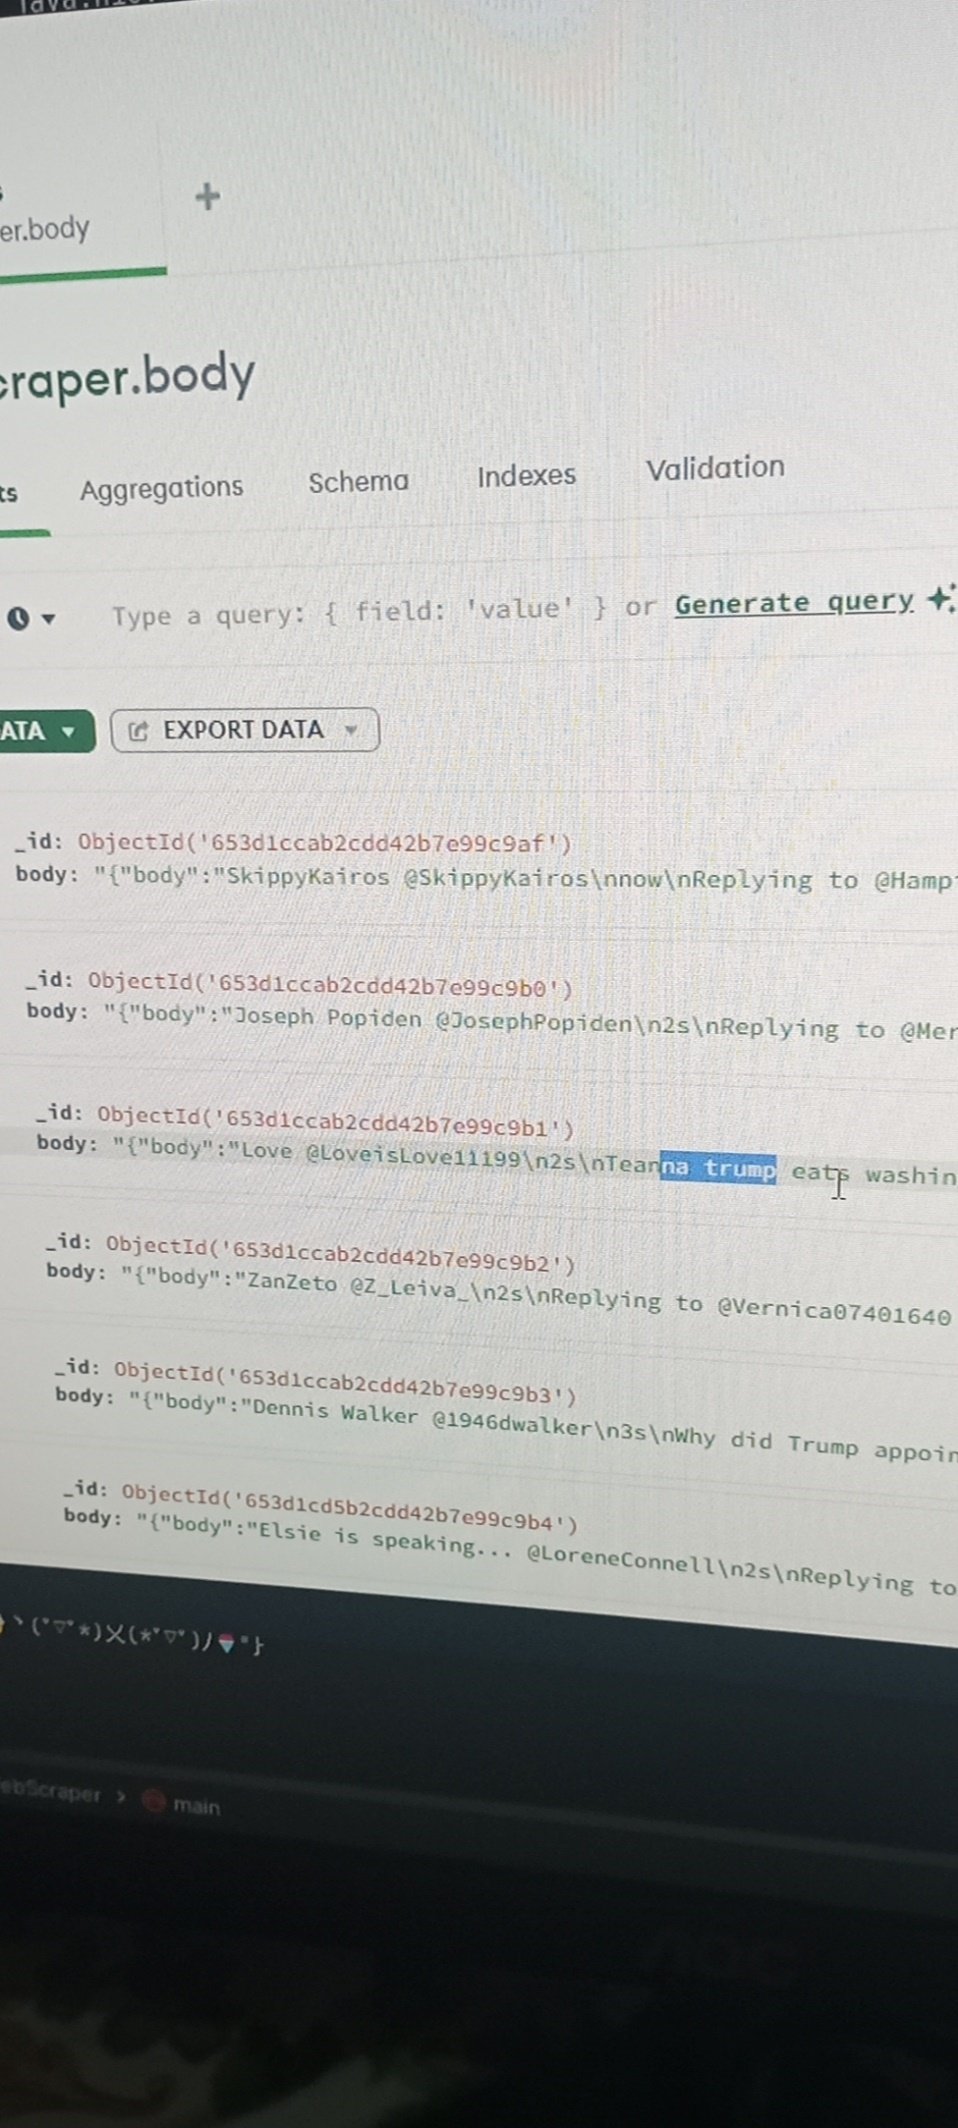 er.body
+
craper.body
ts Aggregations Schema Indexes Validation
Type a query: { field: 'value' } or Generate query
ATA EXPORT DATA
_id: ObjectId('653d1ccab2cdd42b7e99c9af')
body: "{"body":"SkippyKairos @SkippyKairos\nnow\nReplying to @Hamp
_id: ObjectId('653d1ccab2cdd42b7e99c9b0')
body: "{"body":"Joseph Popiden @JosephPopiden\n2s\nReplying to @Mer
_id: ObjectId('653d1ccab2cdd42b7e99c9b1')
body: "{"body":"Love @LoveisLove11199\n2s\nTeanna trump eats washin
_id: ObjectId('653d1ccab2cdd42b7e99c9b2')
body: "{"body":"ZanZeto @Z_Leiva_\n2s\nReplying to @Vernica07401640
_id: ObjectId('653d1ccab2cdd42b7e99c9b3')
body: "{"body":"Dennis Walker @1946dwalker\n3s\nWhy did Trump appoin
_id: ObjectId('653d1cd5b2cdd42b7e99c9b4')
body: "{"body":"Elsie is speaking... @LoreneConnell\n2s\nReplying to
ebScraper > main